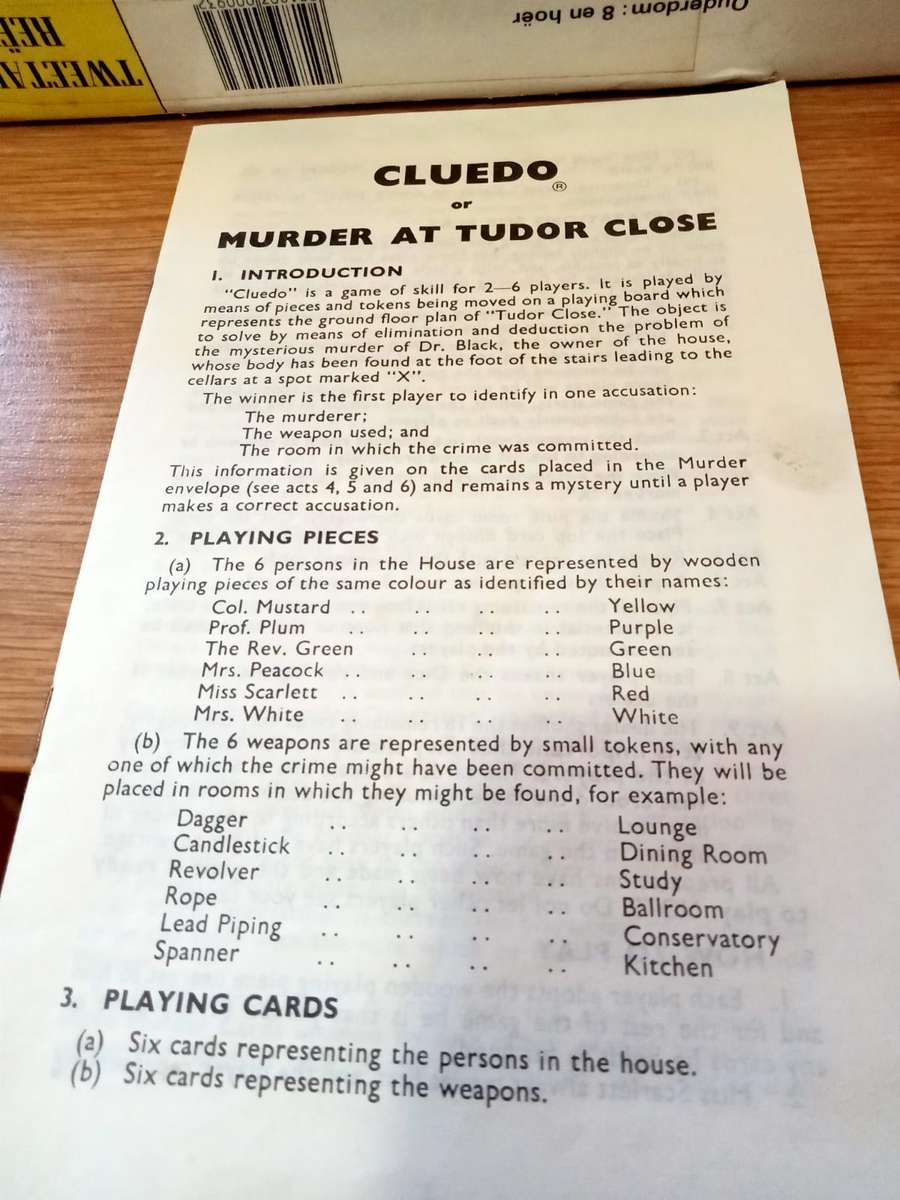 Ouderdom: 8 en hoër
TWEETA
REË
CLUEDO®
or
MURDER AT TUDOR CLOSE
1. INTRODUCTION
"Cluedo" is a game of skill for 2—6 players. It is played by
means of pieces and tokens being moved on a playing board which
represents the ground floor plan of "Tudor Close." The object is
to solve by means of elimination and deduction the problem of
the mysterious murder of Dr. Black, the owner of the house,
whose body has been found at the foot of the stairs leading to the
cellars at a spot marked "X".
The winner is the first player to identify in one accusation:
The murderer;
The weapon used; and
The room in which the crime was committed.
This information is given on the cards placed in the Murder
envelope (see acts 4, 5 and 6) and remains a mystery until a player
makes a correct accusation.
2. PLAYING PIECES
(a) The 6 persons in the House are represented by wooden
playing pieces of the same colour as identified by their names:
Col. Mustard .. .. .. .. Yellow
Prof. Plum .. .. .. .. Purple
The Rev. Green .. .. .. Green
Mrs. Peacock .. .. .. .. Blue
Miss Scarlett .. .. .. .. Red
Mrs. White .. .. .. .. White
(b) The 6 weapons are represented by small tokens, with any
one of which the crime might have been committed. They will be
placed in rooms in which they might be found, for example:
Dagger .. .. .. .. Lounge
Candlestick .. .. .. .. Dining Room
Revolver .. .. .. .. Study
Rope .. .. .. .. Ballroom
Lead Piping .. .. .. .. Conservatory
Spanner .. .. .. .. Kitchen
3. PLAYING CARDS
(a) Six cards representing the persons in the house.
(b) Six cards representing the weapons.